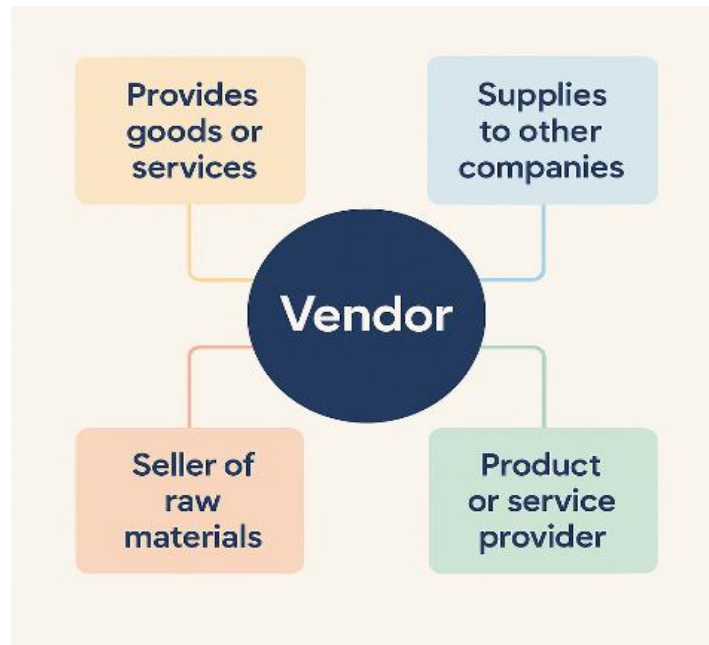 Provides
goods or
services
Supplies
to other
companies
Vendor
Seller of
raw
materials
Product
or service
provider